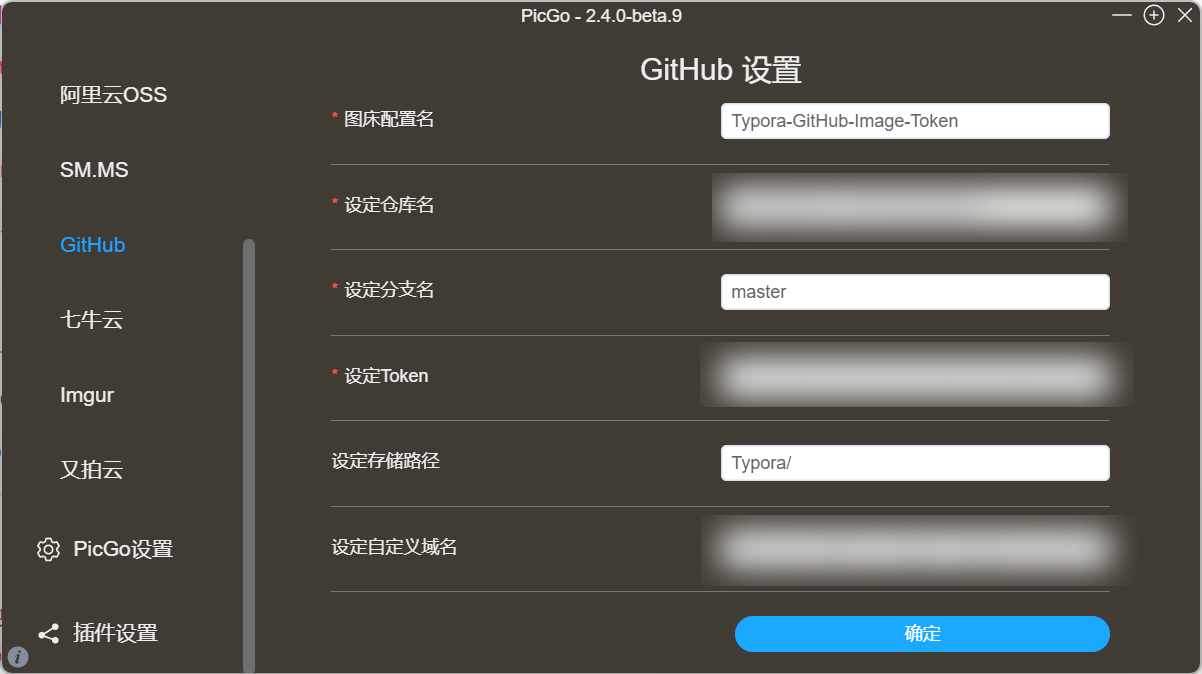 PicGo - 2.4.0-beta.9
阿里云OSS
SM.MS
GitHub
七牛云
Imgur
又拍云
PicGo设置
插件设置
GitHub 设置
* 图床配置名
Typora-GitHub-Image-Token
* 设定仓库名
* 设定分支名
master
* 设定Token
设定存储路径
Typora/
设定自定义域名
确定